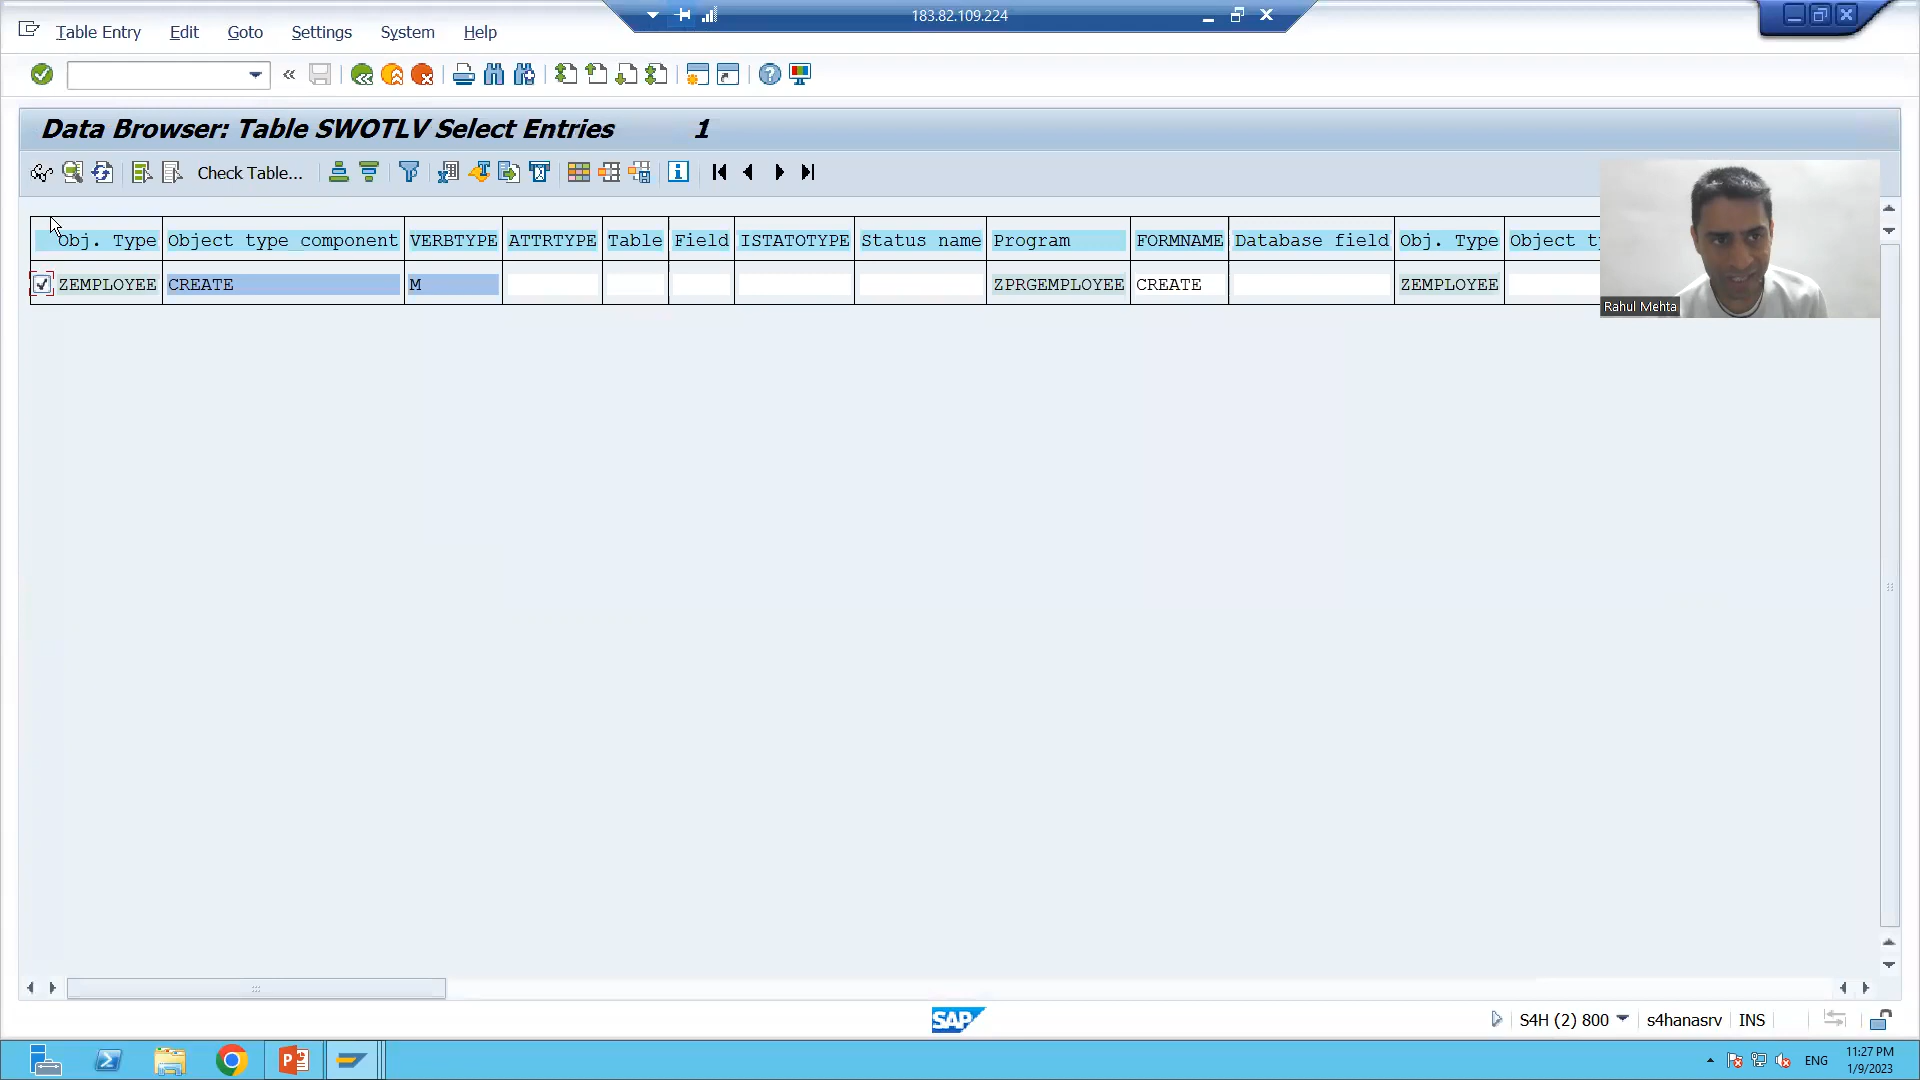 183.82.109.224
Table Entry Edit Goto Settings System Help
Data Browser: Table SWOTLV Select Entries 1
Check Table...
Obj. Type Object type component VERBTYPE ATTRTYPE Table Field ISTATOTYPE Status name Program FORMNAME Database field Obj. Type Object ty
ZEMPLOYEE CREATE M ZPRGEMPLOYEE CREATE ZEMPLOYEE
Rahul Mehta
SAP
S4H (2) 800 s4hanasrv INS
ENG
11:27 PM
1/9/2023